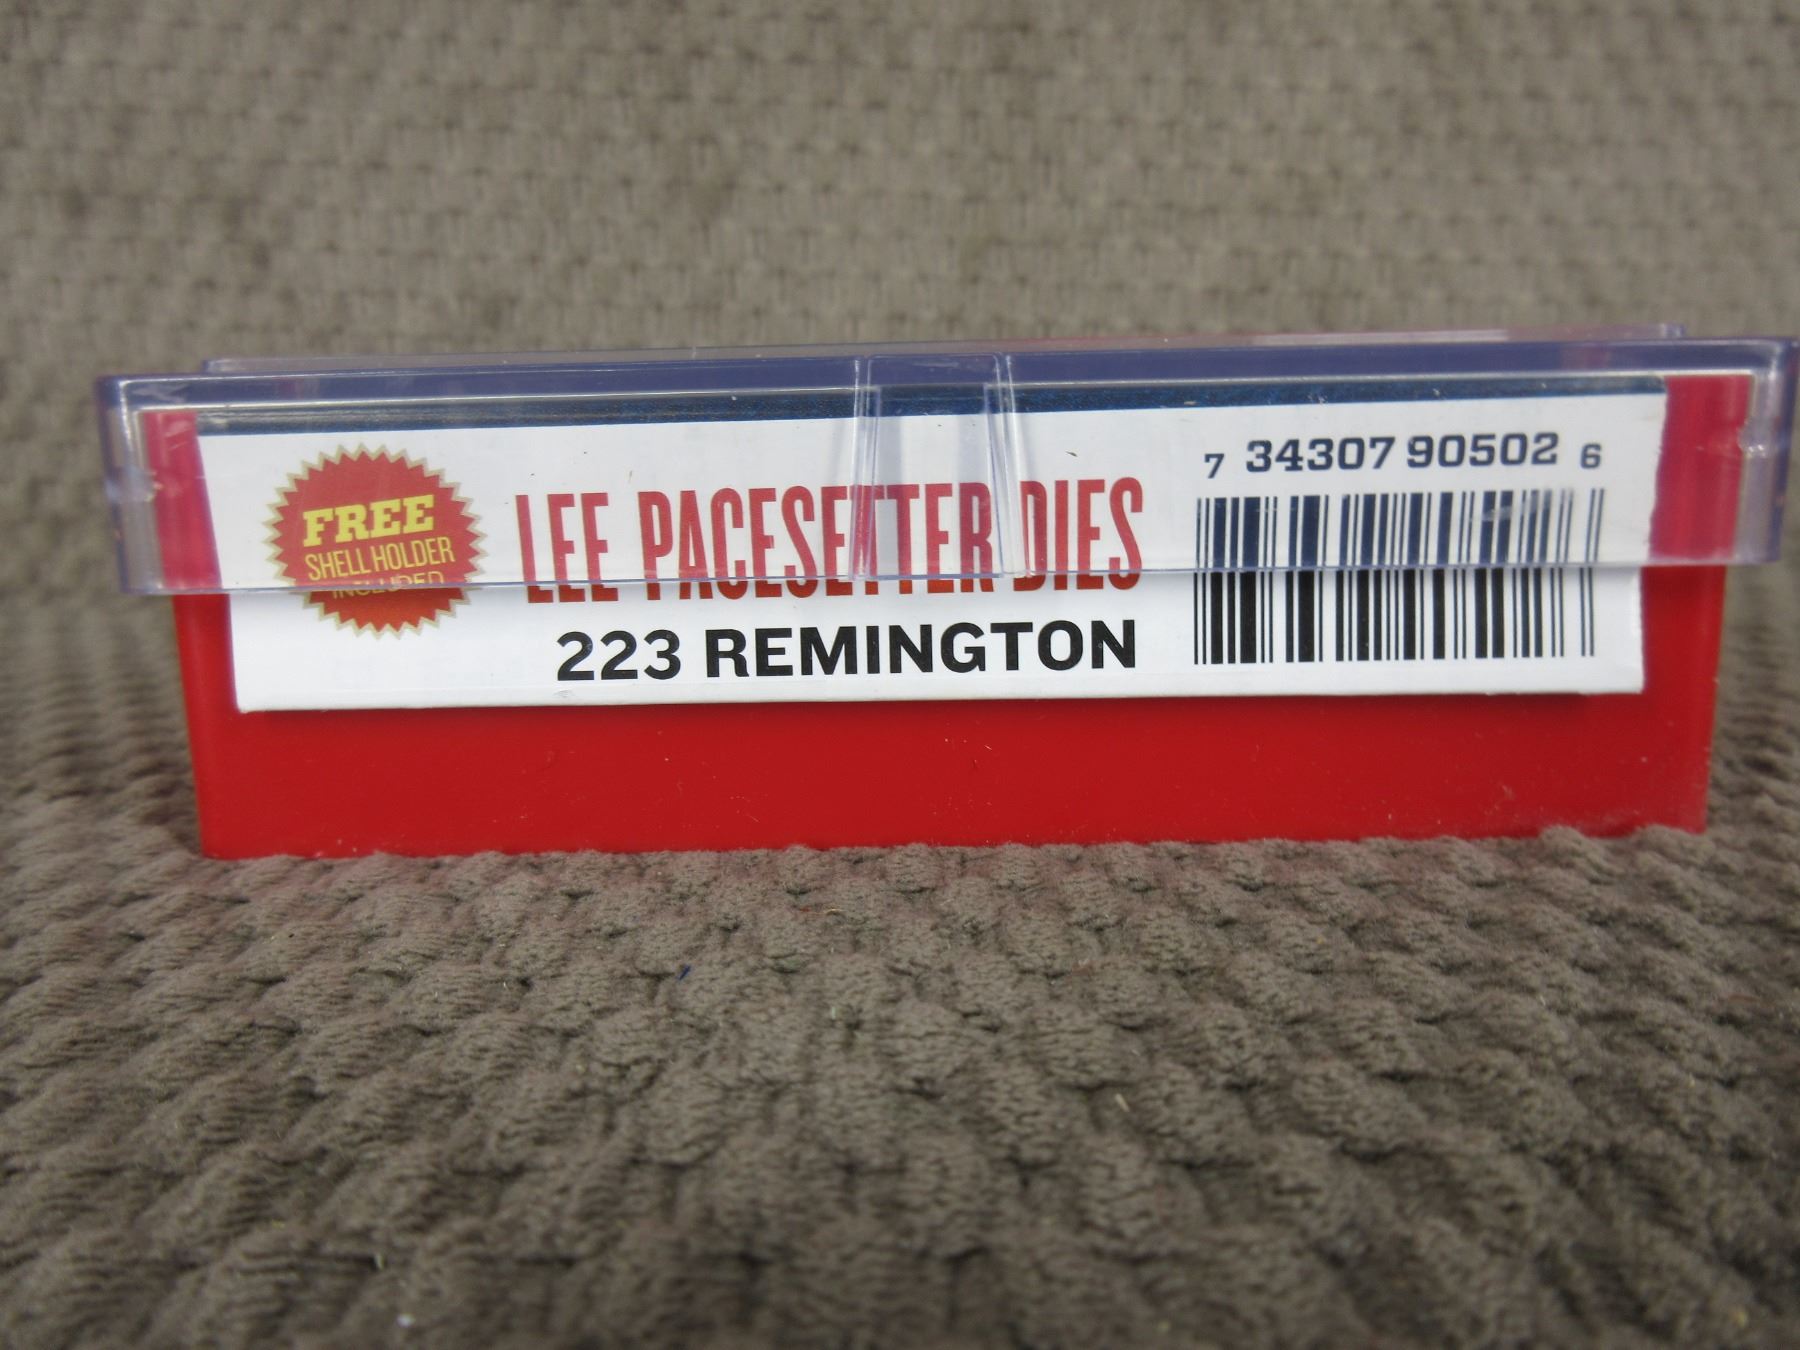 FREE
SHELL HOLDER
INCLUDED
LEE PACESETTER DIES
223 REMINGTON
7 34307 90502 6